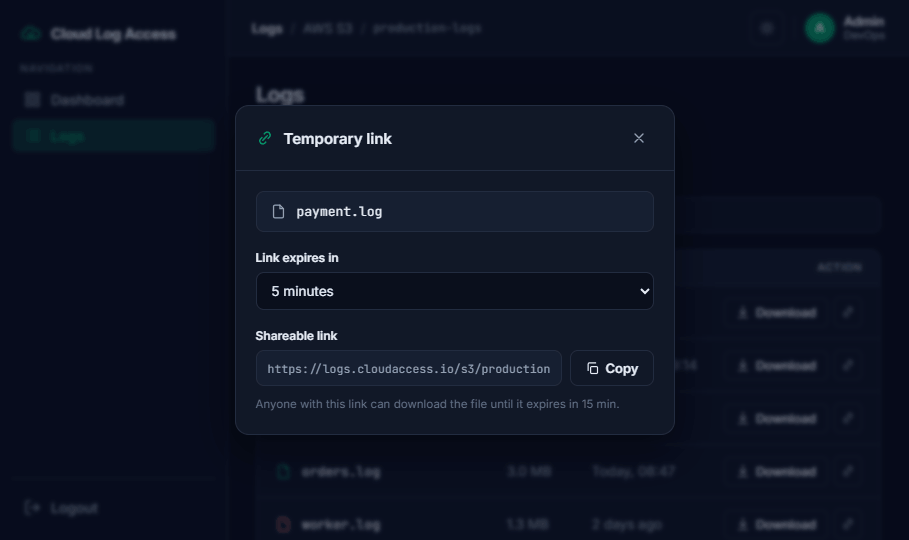 Cloud Log Access
Logs / AWS S3 / production-logs
Admin
DevOps
NAVIGATION
Dashboard
Logs
Logs
Temporary link
payment.log
Link expires in
5 minutes
Shareable link
https://logs.cloudaccess.io/s3/production
Copy
Anyone with this link can download the file until it expires in 15 min.
ACTION
Download
Download
Download
orders.log 3.0 MB Today, 08:47 Download
worker.log 1.3 MB 2 days ago Download
Logout